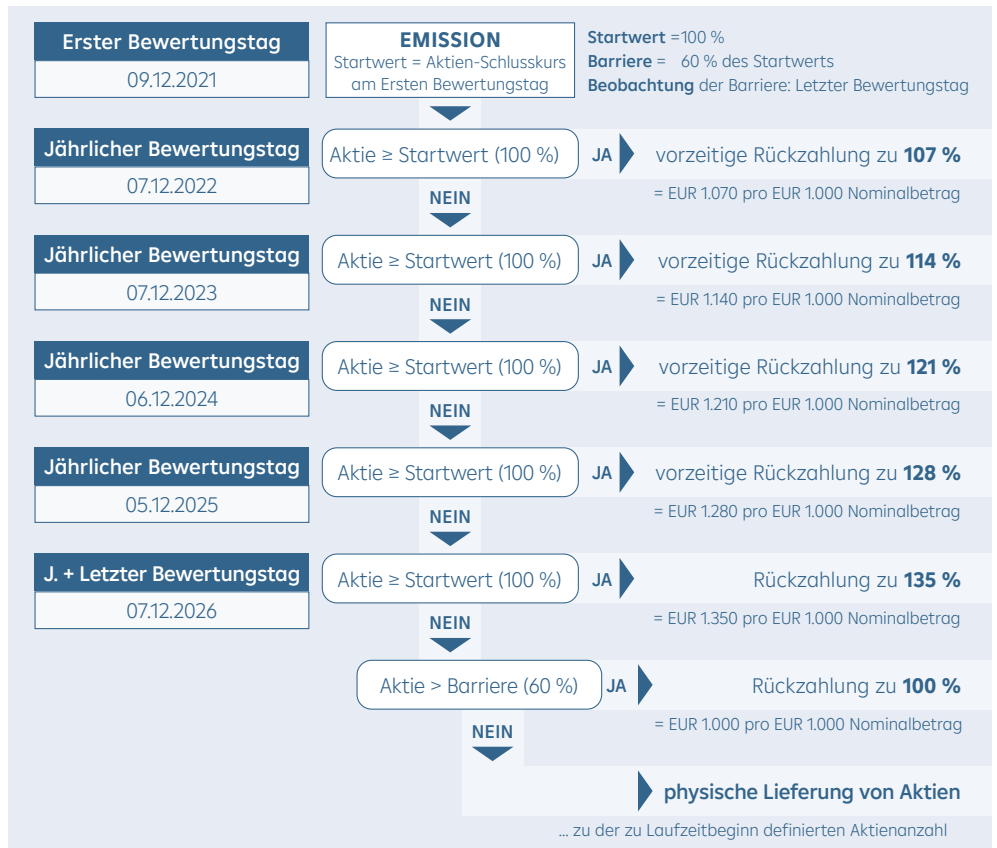 Erster Bewertungstag
09.12.2021
EMISSION
Startwert = Aktien-Schlusskurs
am Ersten Bewertungstag
Startwert =100 %
Barriere = 60 % des Startwerts
Beobachtung der Barriere: Letzter Bewertungstag
Jährlicher Bewertungstag
07.12.2022
Aktie ≥ Startwert (100 %)
JA
vorzeitige Rückzahlung zu 107 %
= EUR 1.070 pro EUR 1.000 Nominalbetrag
NEIN
Jährlicher Bewertungstag
07.12.2023
Aktie ≥ Startwert (100 %)
JA
vorzeitige Rückzahlung zu 114 %
= EUR 1.140 pro EUR 1.000 Nominalbetrag
NEIN
Jährlicher Bewertungstag
06.12.2024
Aktie ≥ Startwert (100 %)
JA
vorzeitige Rückzahlung zu 121 %
= EUR 1.210 pro EUR 1.000 Nominalbetrag
NEIN
Jährlicher Bewertungstag
05.12.2025
Aktie ≥ Startwert (100 %)
JA
vorzeitige Rückzahlung zu 128 %
= EUR 1.280 pro EUR 1.000 Nominalbetrag
NEIN
J. + Letzter Bewertungstag
07.12.2026
Aktie ≥ Startwert (100 %)
JA
Rückzahlung zu 135 %
= EUR 1.350 pro EUR 1.000 Nominalbetrag
NEIN
Aktie > Barriere (60 %)
JA
Rückzahlung zu 100 %
= EUR 1.000 pro EUR 1.000 Nominalbetrag
NEIN
physische Lieferung von Aktien
... zu der zu Laufzeitbeginn definierten Aktienanzahl